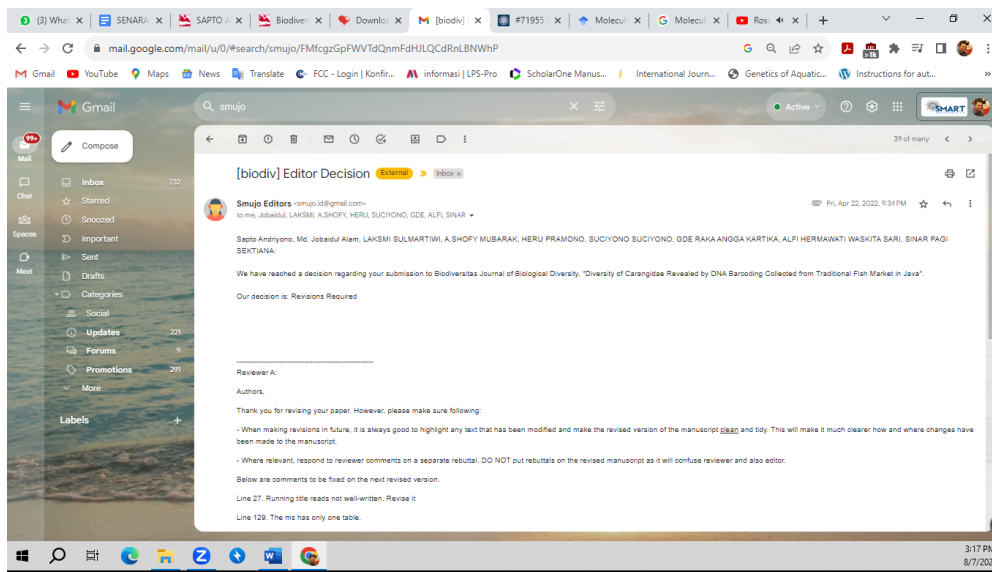 (3) What
SENARA
SAPTO
Biodiver
Downloa
[biodiv]
#71955
Molecul
Molecul
Ros
mail.google.com/mail/u/0/#search/smujo/FMfcgzGpFWVTdQnmFdHJLQCdRnLBNWhP
>1k
Gmail YouTube Maps News Translate FCC - Login | Konfir... informasi | LPS-Pro ScholarOne Manus... International Journ... Genetics of Aquatic... Instructions for aut... »
Gmail
smujo
Active
SMART
99+
Mail
Chat
Spaces
Meet
Compose
Inbox 732
Starred
Snoozed
Important
Sent
Drafts
Categories
Social
Updates 221
Forums 9
Promotions 291
More
Labels +
39 of many
[biodiv] Editor Decision External Inbox x
Smujo Editors <smujo.id@gmail.com> Fri, Apr 22, 2022, 9:34 PM
to me, Jobaidul, LAKSMI, A.SHOFY, HERU, SUCIYONO, GDE, ALFI, SINAR
Sapto Andriyono, Md. Jobaidul Alam, LAKSMI SULMARTIWI, A.SHOFY MUBARAK, HERU PRAMONO, SUCIYONO SUCIYONO, GDE RAKA ANGGA KARTIKA, ALFI HERMAWATI WASKITA SARI, SINAR PAGI
SEKTIANA:
We have reached a decision regarding your submission to Biodiversitas Journal of Biological Diversity, "Diversity of Carangidae Revealed by DNA Barcoding Collected from Traditional Fish Market in Java".
Our decision is: Revisions Required
------------------------------------------------------
Reviewer A:
Authors,
Thank you for revising your paper. However, please make sure following:
- When making revisions in future, it is always good to highlight any text that has been modified and make the revised version of the manuscript clean and tidy. This will make it much clearer how and where changes have
been made to the manuscript.
- Where relevant, respond to reviewer comments on a separate rebuttal. DO NOT put rebuttals on the revised manuscript as it will confuse reviewer and also editor.
Below are comments to be fixed on the next revised version.
Line 27. Running title reads not well-written. Revise it
Line 129. The ms has only one table.
3:17 PM
8/7/202